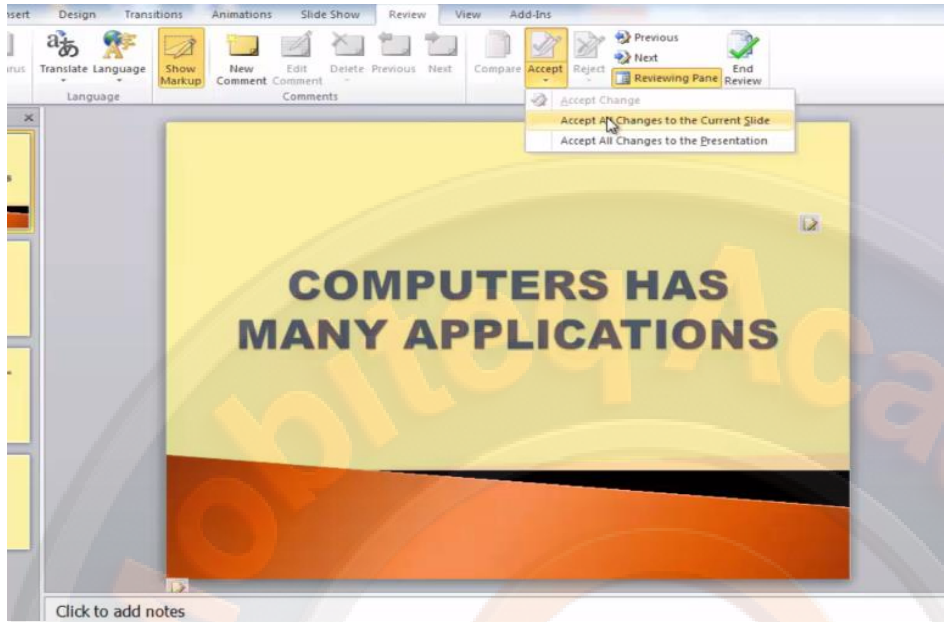 Design Transitions Animations Slide Show Review View Add-Ins
Translate Language Show Markup New Comment Edit Comment Delete Previous Next Compare Accept Reject Previous Next Reviewing Pane End Review
Language Comments
Accept Change
Accept All Changes to the Current Slide
Accept All Changes to the Presentation
COMPUTERS HAS
MANY APPLICATIONS
Click to add notes